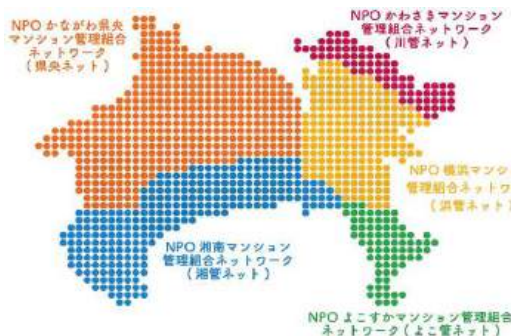 NPO かながわ県央
マンション管理組合
ネットワーク
(県央ネット)
NPO かわさきマンション
管理組合ネットワーク
(川管ネット)
NPO 横浜マンシ
管理組合ネットワ
(浜管ネット)
NPO 湘南マンション
管理組合ネットワーク
(湘管ネット)
NPO よこすかマンション管理組合
ネットワーク(よこ管ネット)